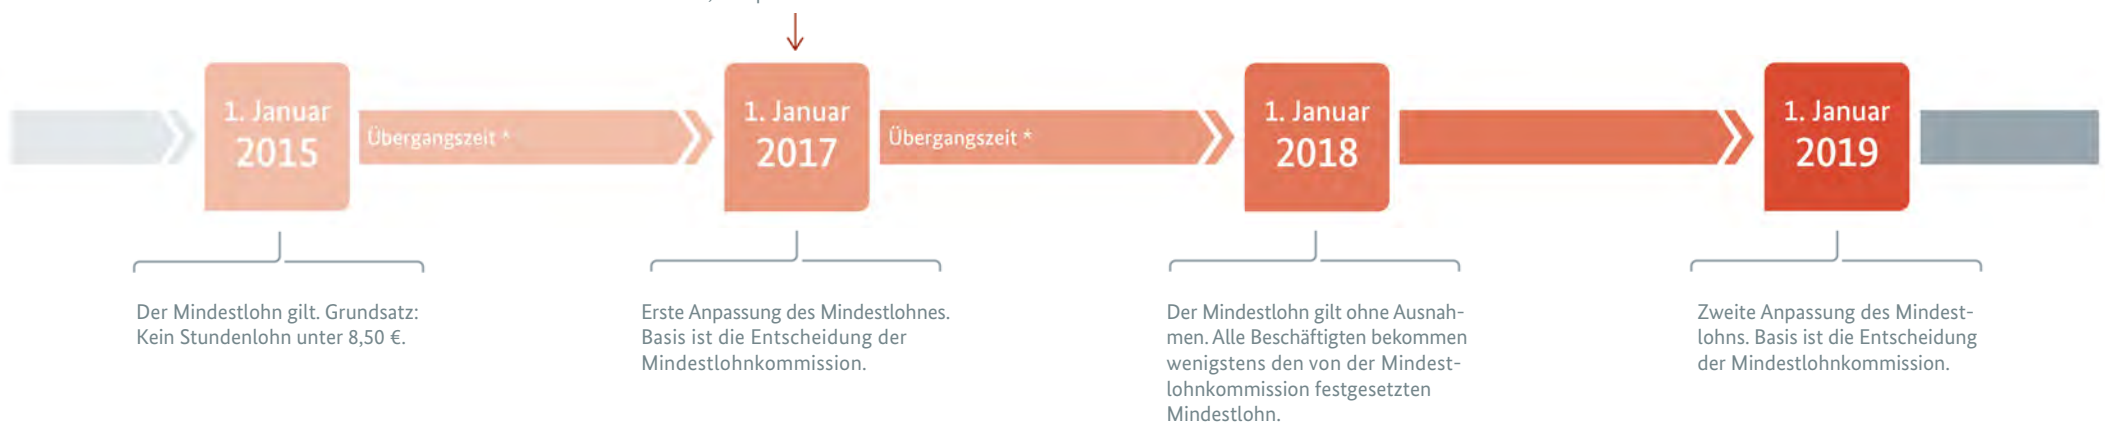 1. Januar
2015
Übergangszeit *
1. Januar
2017
Übergangszeit *
1. Januar
2018
1. Januar
2019
Der Mindestlohn gilt. Grundsatz:
Kein Stundenlohn unter 8,50 €.
Erste Anpassung des Mindestlohnes.
Basis ist die Entscheidung der
Mindestlohnkommission.
Der Mindestlohn gilt ohne Ausnah-
men. Alle Beschäftigten bekommen
wenigstens den von der Mindest-
lohnkommission festgesetzten
Mindestlohn.
Zweite Anpassung des Mindest-
lohns. Basis ist die Entscheidung
der Mindestlohnkommission.